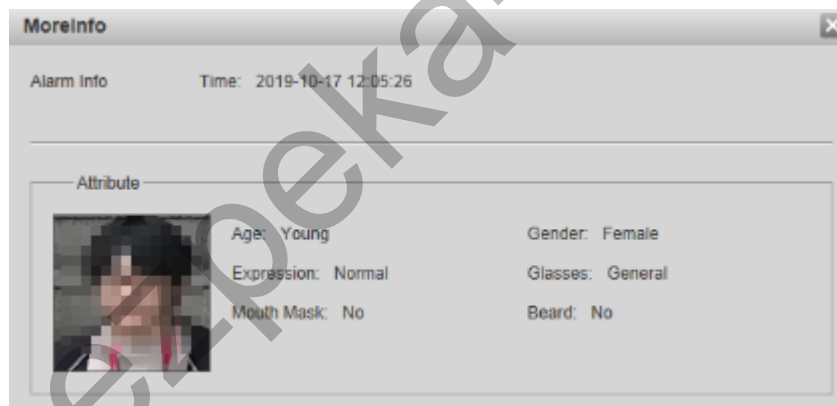 MoreInfo
Alarm Info Time: 2019-10-17 12:05:26
Attribute
Age: Young Gender: Female
Expression: Normal Glasses: General
Mouth Mask: No Beard: No
ezpeka